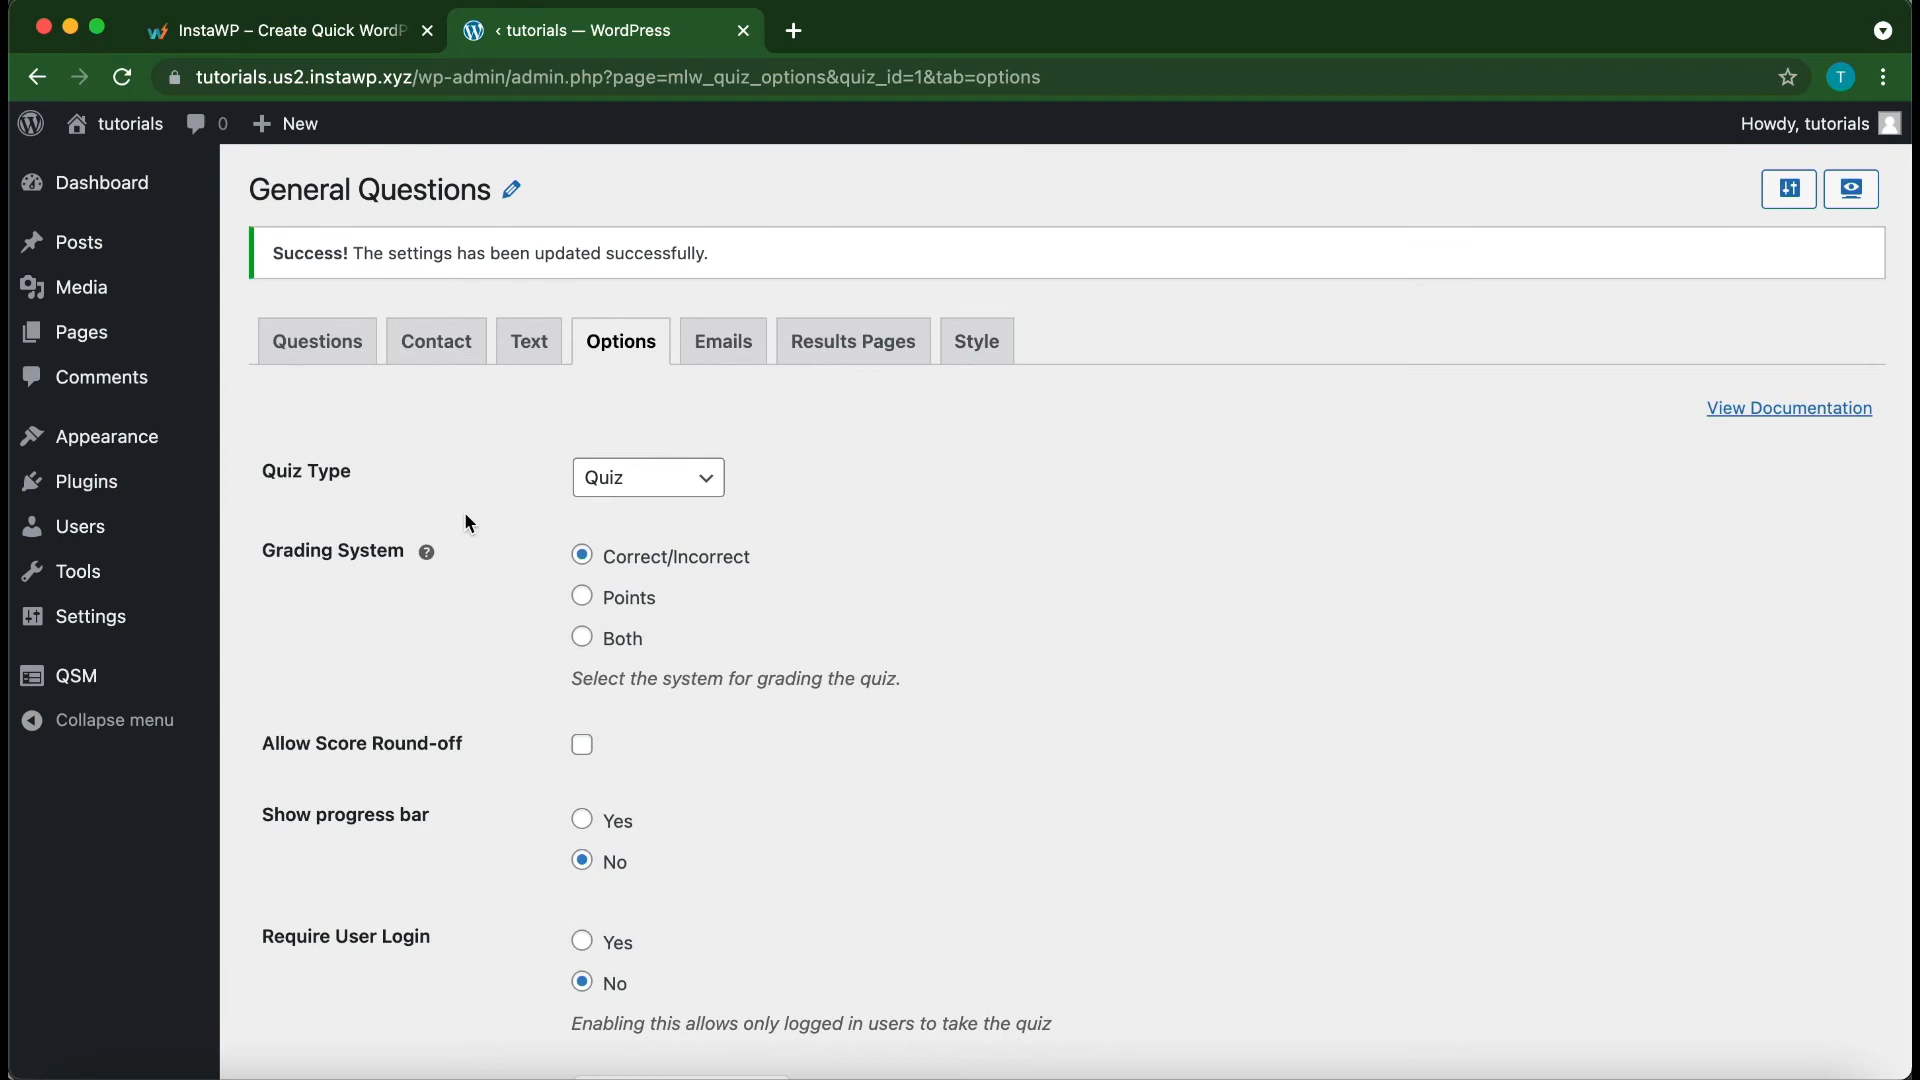 InstaWP – Create Quick WordP
‹ tutorials — WordPress
tutorials.us2.instawp.xyz/wp-admin/admin.php?page=mlw_quiz_options&quiz_id=1&tab=options
T
tutorials
0
New
Howdy, tutorials
Dashboard
Posts
Media
Pages
Comments
Appearance
Plugins
Users
Tools
Settings
QSM
Collapse menu
General Questions
Success! The settings has been updated successfully.
Questions
Contact
Text
Options
Emails
Results Pages
Style
View Documentation
Quiz Type
Quiz
Grading System ?
Correct/Incorrect
Points
Both
Select the system for grading the quiz.
Allow Score Round-off
Show progress bar
Yes
No
Require User Login
Yes
No
Enabling this allows only logged in users to take the quiz